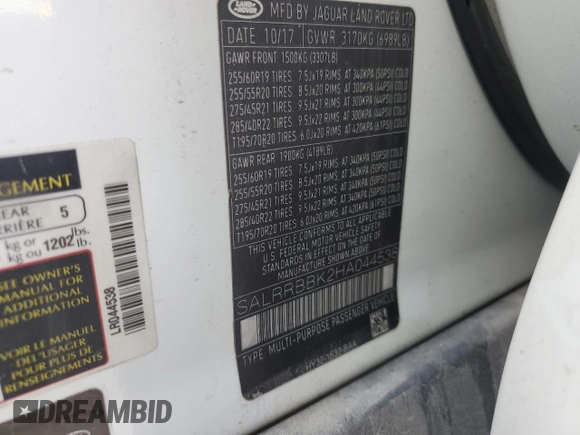 LAND ROVER
MFD BY JAGUAR LAND ROVER LTD
DATE 10/17 GVWR 3170KG (6989LB)
GAWR FRONT 1500KG (3307LB)
255/60R19 TIRES 7.5Jx19 RIMS AT 340KPA (50PSI) COLD
255/55R20 TIRES 8.5Jx20 RIMS AT 300KPA (44PSI) COLD
275/45R21 TIRES 9.5Jx21 RIMS AT 300KPA (44PSI) COLD
285/40R22 TIRES 9.5Jx22 RIMS AT 300KPA (44PSI) COLD
T195/70R20 TIRES 6.0Jx20 RIMS AT 420KPA (61PSI) COLD
GAWR REAR 1900KG (4189LB)
255/60R19 TIRES 7.5Jx19 RIMS AT 340KPA (50PSI) COLD
255/55R20 TIRES 8.5Jx20 RIMS AT 340KPA (50PSI) COLD
275/45R21 TIRES 9.5Jx21 RIMS AT 340KPA (50PSI) COLD
285/40R22 TIRES 9.5Jx22 RIMS AT 340KPA (50PSI) COLD
T195/70R20 TIRES 6.0Jx20 RIMS AT 420KPA (61PSI) COLD
THIS VEHICLE CONFORMS TO ALL APPLICABLE
U.S. FEDERAL MOTOR VEHICLE SAFETY
STANDARDS IN EFFECT ON THE DATE OF
MANUFACTURE SHOWN ABOVE
SALRRBBK2HA044538
TYPE: MULTI-PURPOSE PASSENGER VEHICLE
AGEMENT
REAR 5
RRIÈRE
kg or 1202 lbs.
kg ou lb.
SEE OWNER'S
MANUAL FOR
ADDITIONAL
INFORMATION
VOIR LE MANUEL
DE L'USAGER
POUR PLUS DE
RENSEIGNEMENTS
LR044538
DREAMBID